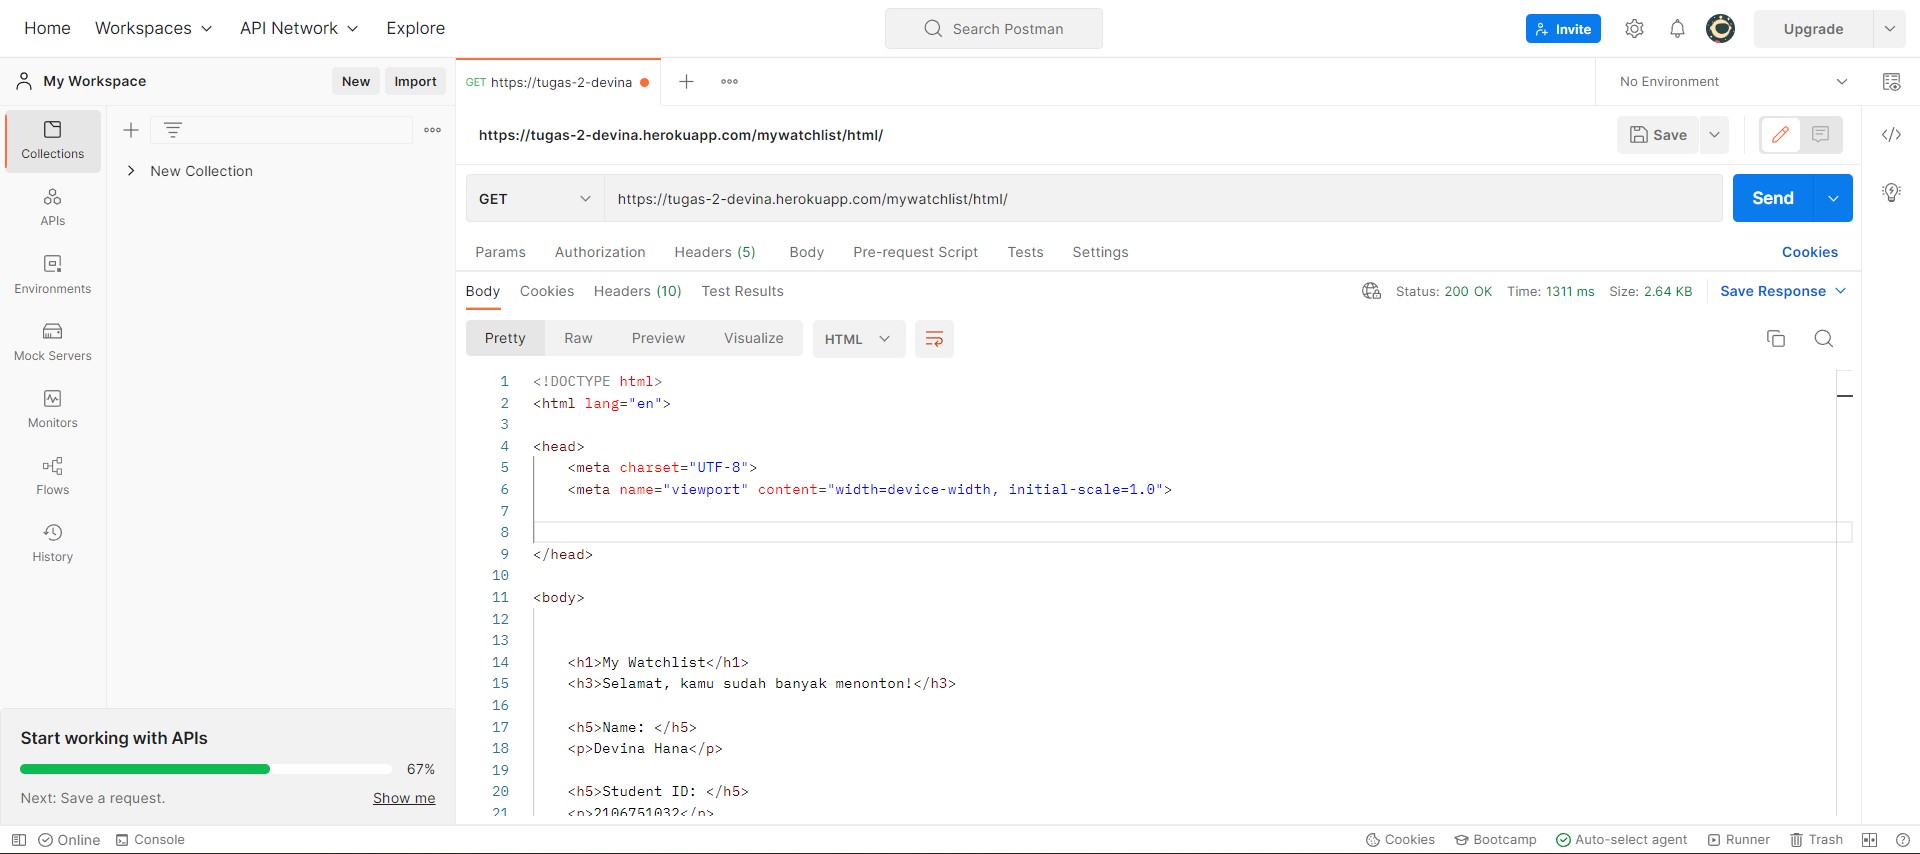 Home Workspaces API Network Explore Search Postman Invite Upgrade
My Workspace New Import GET https://tugas-2-devina No Environment
Collections
APIs
Environments
Mock Servers
Monitors
Flows
History
New Collection
https://tugas-2-devina.herokuapp.com/mywatchlist/html/ Save
GET https://tugas-2-devina.herokuapp.com/mywatchlist/html/ Send
Params Authorization Headers (5) Body Pre-request Script Tests Settings Cookies
Body Cookies Headers (10) Test Results Status: 200 OK Time: 1311 ms Size: 2.64 KB Save Response
Pretty Raw Preview Visualize HTML
1 <!DOCTYPE html>
2 <html lang="en">
3
4 <head>
5 <meta charset="UTF-8">
6 <meta name="viewport" content="width=device-width, initial-scale=1.0">
7
8
9 </head>
10
11 <body>
12
13
14 <h1>My Watchlist</h1>
15 <h3>Selamat, kamu sudah banyak menonton!</h3>
16
17 <h5>Name: </h5>
18 <p>Devina Hana</p>
19
20 <h5>Student ID: </h5>
21 <p>2106751032</p>
Start working with APIs
67%
Next: Save a request. Show me
Online Console Cookies Bootcamp Auto-select agent Runner Trash